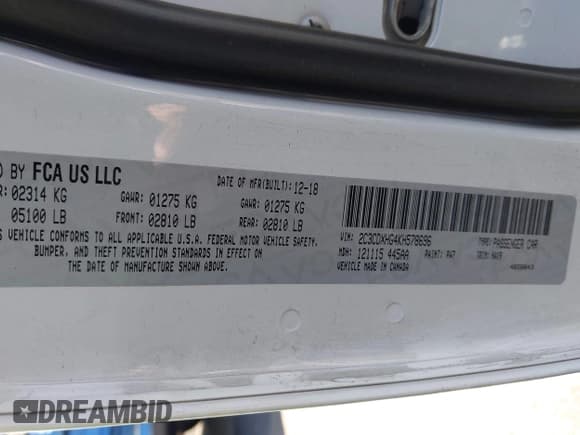 BY FCA US LLC
DATE OF MFR(BUILT): 12-18
R: 02314 KG GAWR: 01275 KG GAWR: 01275 KG
05100 LB FRONT: 02810 LB REAR: 02810 LB
S VEHICLE CONFORMS TO ALL APPLICABLE U.S.A. FEDERAL MOTOR VEHICLE SAFETY,
BUMPER, AND THEFT PREVENTION STANDARDS IN EFFECT ON
THE DATE OF MANUFACTURE SHOWN ABOVE.
VIN: 2C3CDXHG4KH578696 TYPE: PASSENGER CAR
MDH: 121115 445AA PAINT: PW7 TRIM:
VEHICLE MADE IN CANADA
DREAMBID